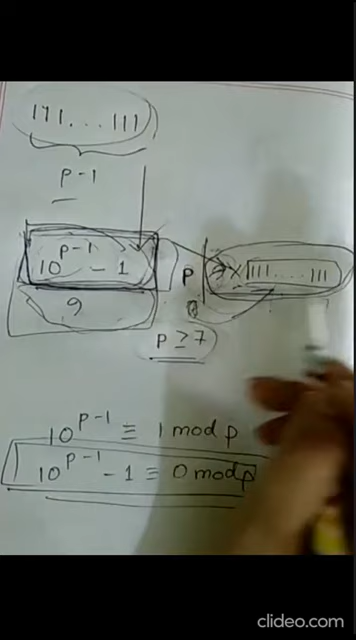 111...111
p-1
10^(p-1) - 1
9
p | 9 × 111....111
p ≥ 7
10^(p-1) ≡ 1 mod p
10^(p-1) - 1 ≡ 0 mod p
clideo.com